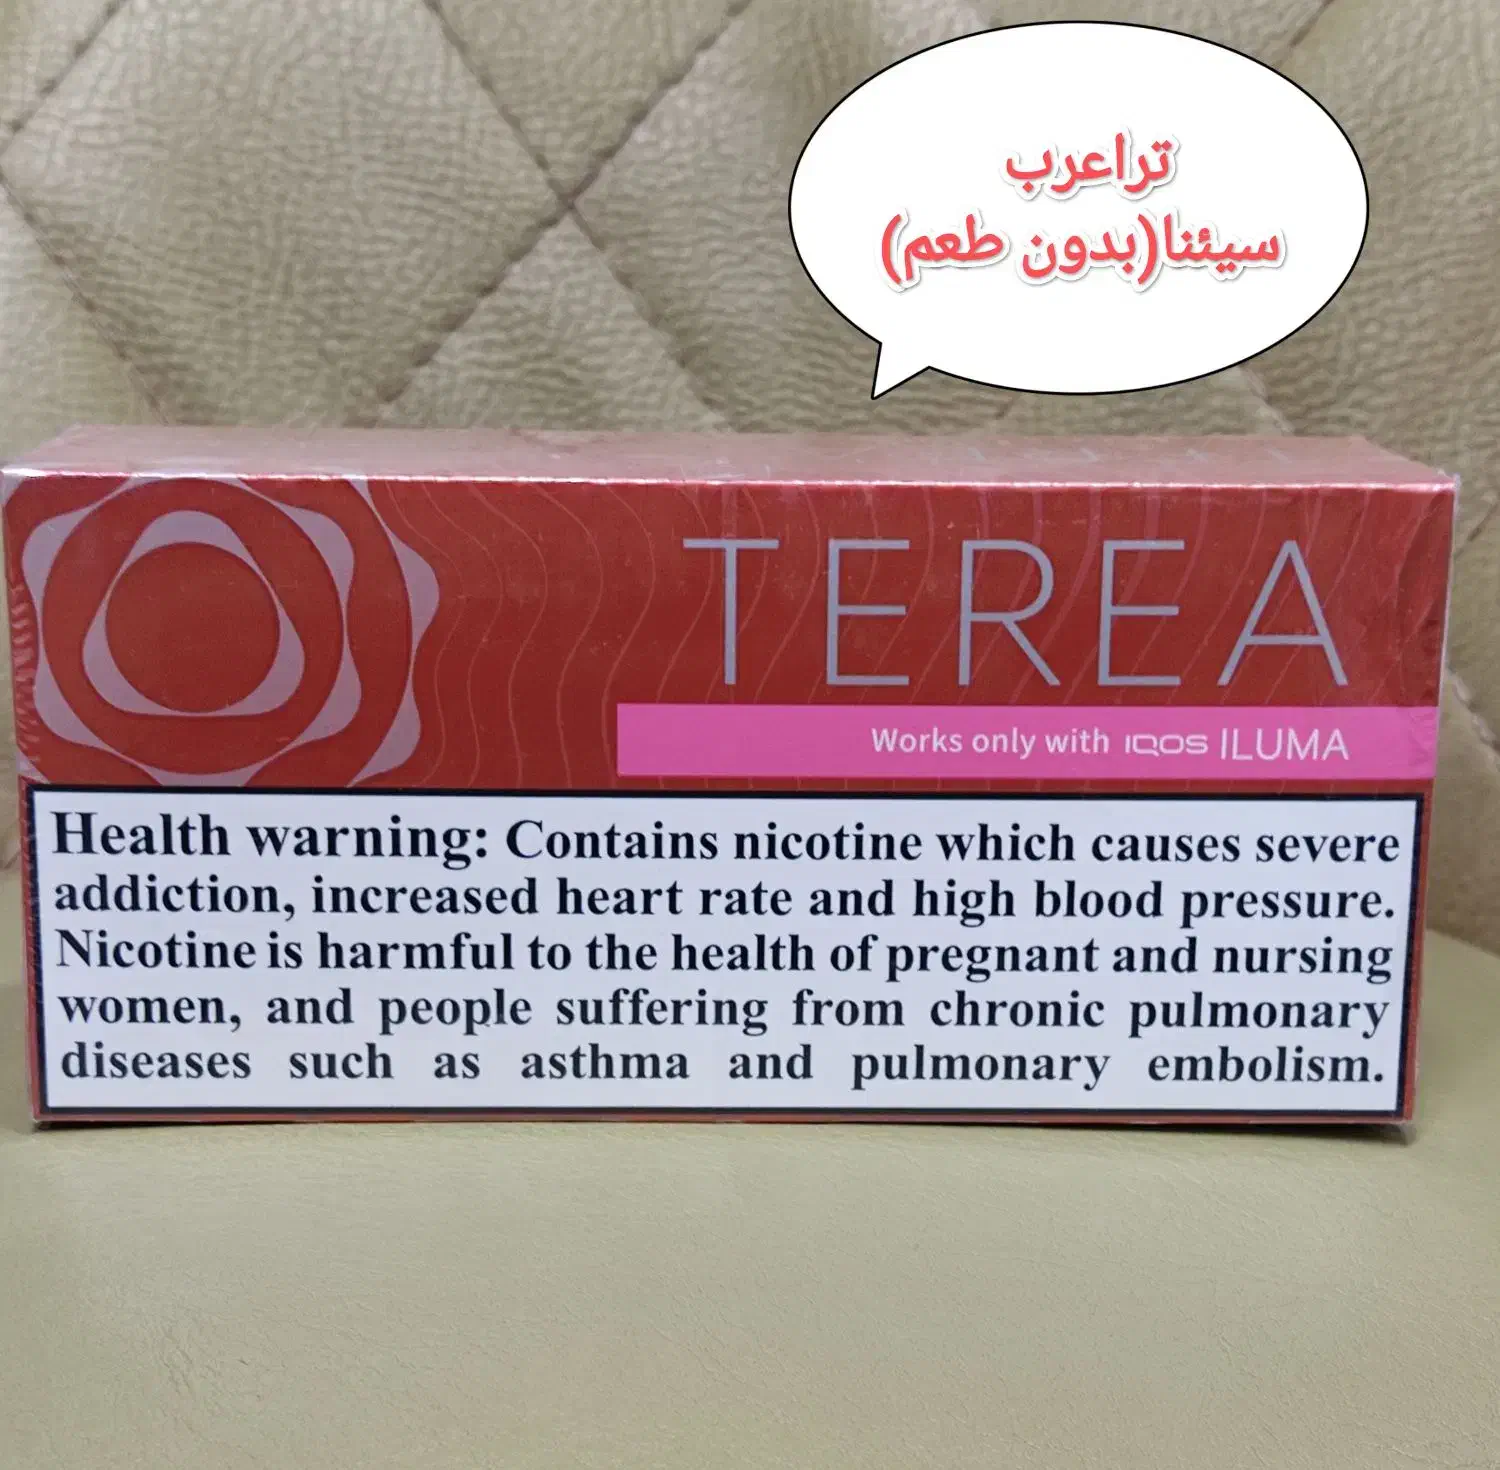 تراعرب
سیئنا(بدون طعم)
TEREA
Works only with IQOS ILUMA
Health warning: Contains nicotine which causes severe
addiction, increased heart rate and high blood pressure.
Nicotine is harmful to the health of pregnant and nursing
women, and people suffering from chronic pulmonary
diseases such as asthma and pulmonary embolism.